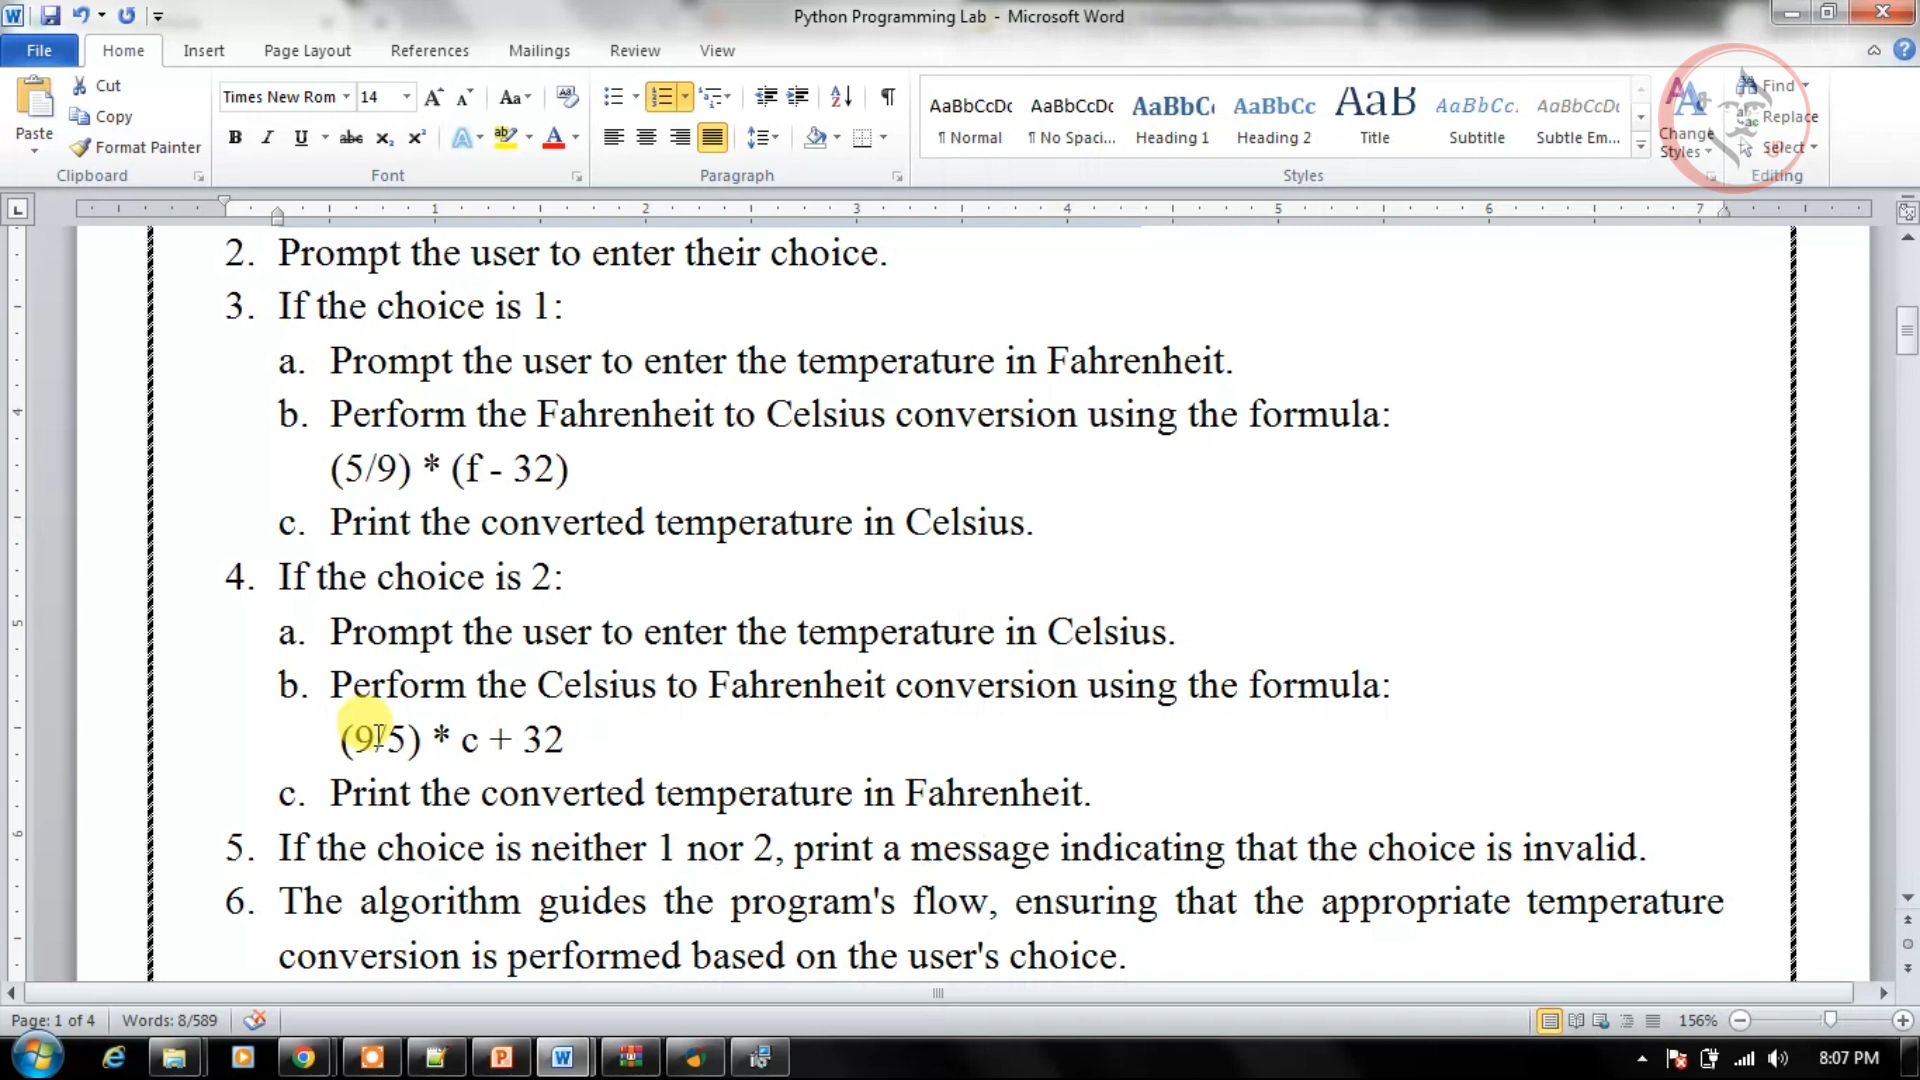 Python Programming Lab - Microsoft Word
File Home Insert Page Layout References Mailings Review View
Paste
Cut
Copy
Format Painter
Clipboard
Times New Rom 14
Font
Paragraph
AaBbCcDc AaBbCcDc AaBbC AaBbCc AaB AaBbCc. AaBbCcDc
¶ Normal ¶ No Spaci... Heading 1 Heading 2 Title Subtitle Subtle Em...
Styles
Change Styles
Find
Replace
Select
Editing
1 2 3 4 5 6 7
2. Prompt the user to enter their choice.
3. If the choice is 1:
a. Prompt the user to enter the temperature in Fahrenheit.
b. Perform the Fahrenheit to Celsius conversion using the formula:
(5/9) * (f - 32)
c. Print the converted temperature in Celsius.
4. If the choice is 2:
a. Prompt the user to enter the temperature in Celsius.
b. Perform the Celsius to Fahrenheit conversion using the formula:
(9/5) * c + 32
c. Print the converted temperature in Fahrenheit.
5. If the choice is neither 1 nor 2, print a message indicating that the choice is invalid.
6. The algorithm guides the program's flow, ensuring that the appropriate temperature
conversion is performed based on the user's choice.
Page: 1 of 4 Words: 8/589 156%
8:07 PM